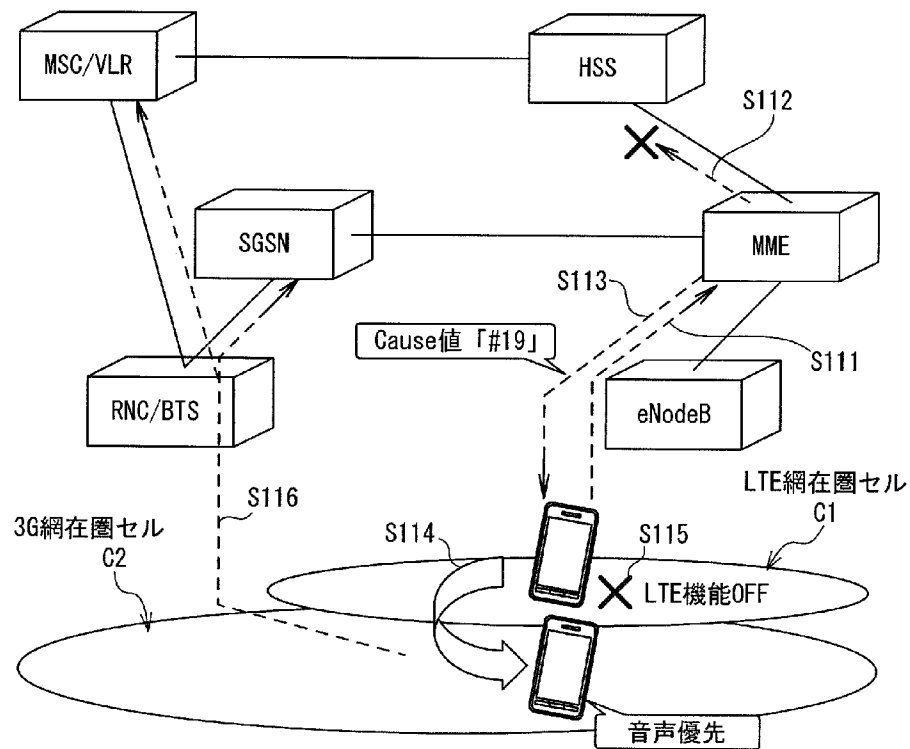 MSC/VLR
HSS
S112
SGSN
MME
S113
Cause値「#19」
S111
RNC/BTS
eNodeB
S116
LTE網在圏セル
C1
3G網在圏セル
C2
S114
S115
LTE機能OFF
音声優先